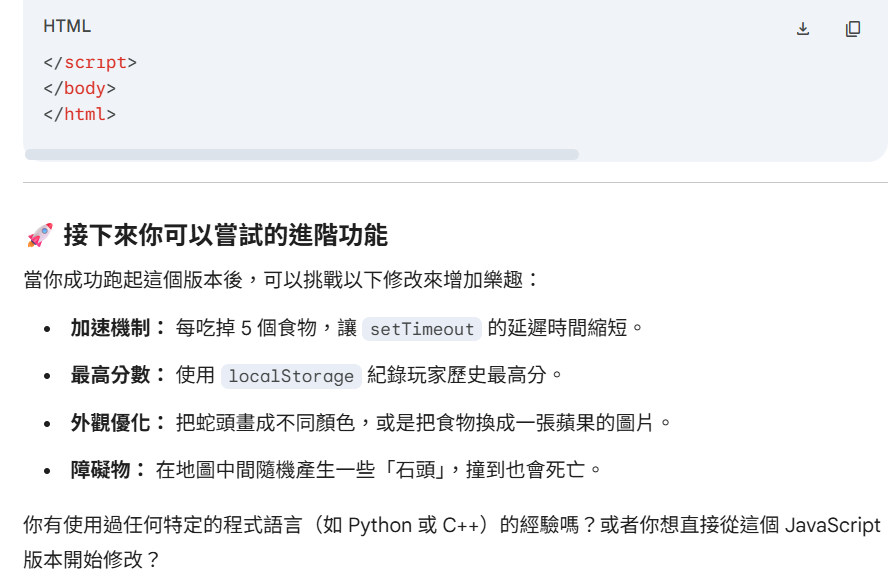 HTML
</script>
</body>
</html>
🚀 接下來你可以嘗試的進階功能
當你成功跑起這個版本後，可以挑戰以下修改來增加樂趣：
• 加速機制： 每吃掉 5 個食物，讓 setTimeout 的延遲時間縮短。
• 最高分數： 使用 localStorage 紀錄玩家歷史最高分。
• 外觀優化： 把蛇頭畫成不同顏色，或是把食物換成一張蘋果的圖片。
• 障礙物： 在地圖中間隨機產生一些「石頭」，撞到也會死亡。
你有使用過任何特定的程式語言（如 Python 或 C++）的經驗嗎？或者你想直接從這個 JavaScript
版本開始修改？